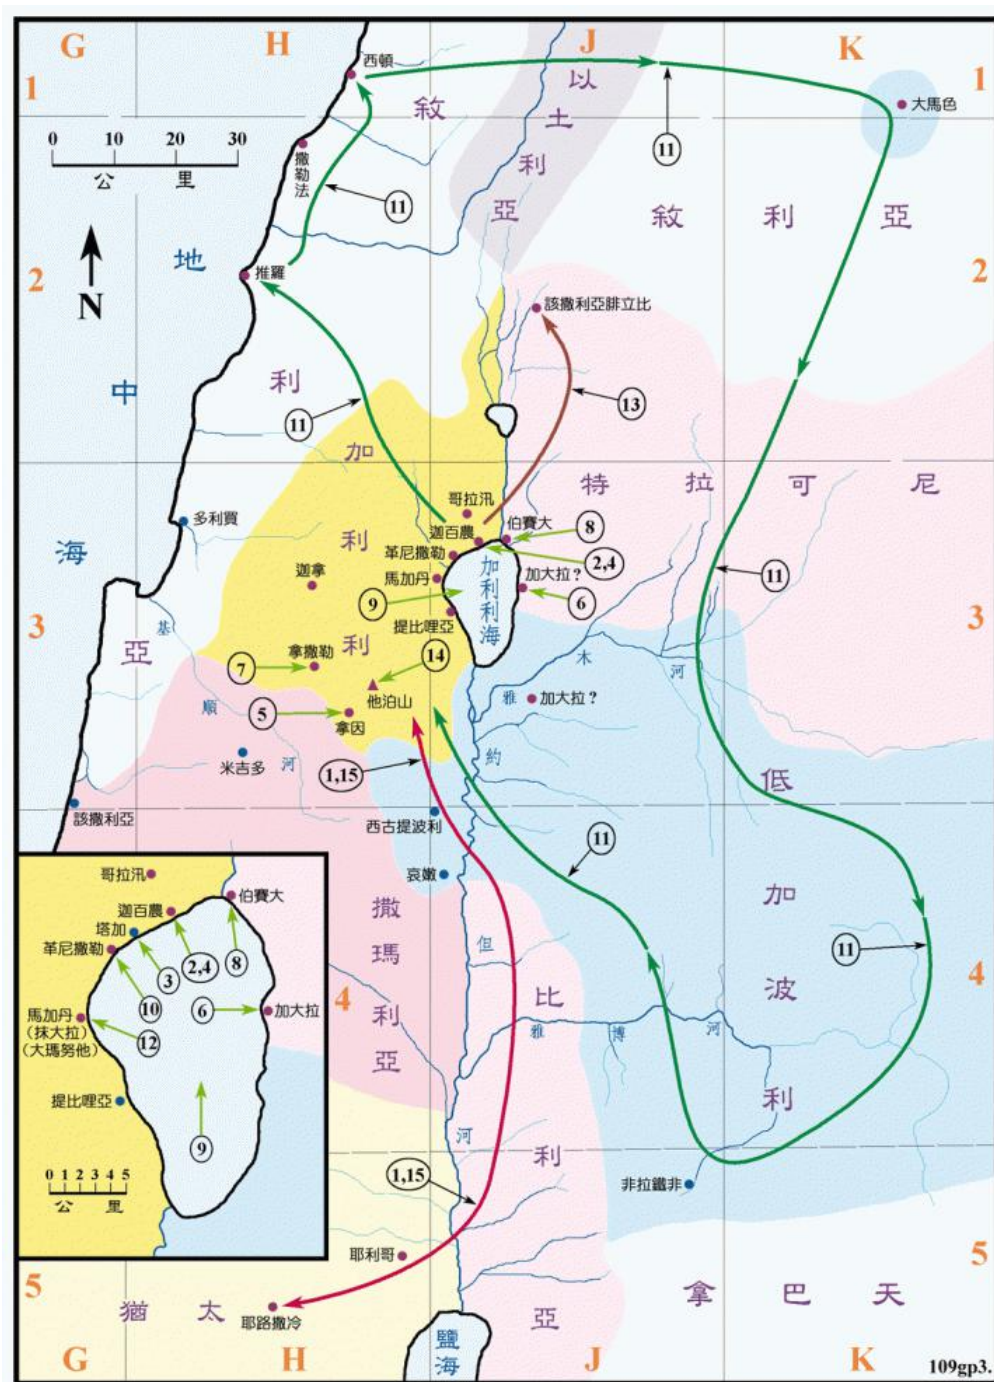 G
H
J
K
1
1
西頓
以土利亞
敘利亞
大馬色
0 10 20 30
公里
撒勒法
11
11
地中海
2
2
N
推羅
敘利亞
該撒利亞腓立比
腓利基亞
11
13
加利利
特拉可尼
多利買
哥拉汛
迦百農
伯賽大
8
革尼撒勒
2,4
迦拿
馬加丹
9
加利利海
加大拉?
6
11
3
3
提比哩亞
基順河
7
拿撒勒
14
他泊山
雅木河
加大拉?
5
拿因
米吉多
1,15
約但河
低加波利
該撒利亞
西古提波利
11
哀嫩
11
撒瑪利亞
4
4
比利亞
雅博河
哥拉汛
伯賽大
迦百農
塔加
革尼撒勒
3
2,4
8
10
6
加大拉
馬加丹
(抹大拉)
(大瑪努他)
12
提比哩亞
9
0 1 2 3 4 5
公里
1,15
非拉鐵非
耶利哥
5
5
猶太
耶路撒冷
鹽海
拿巴天
G
H
J
K
109gp3.